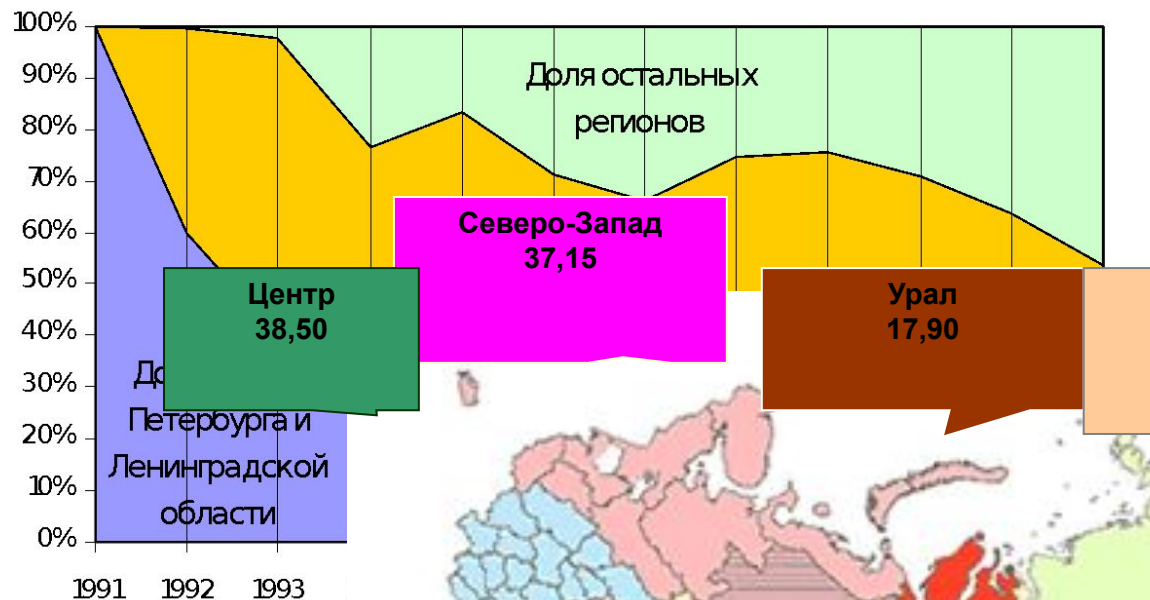 100%
90%
80%
70%
60%
50%
40%
30%
20%
10%
0%
1991 1992 1993
Доля остальных
регионов
Северо-Запад
37,15
Центр
38,50
Урал
17,90
Петербурга и
Ленинградской
области